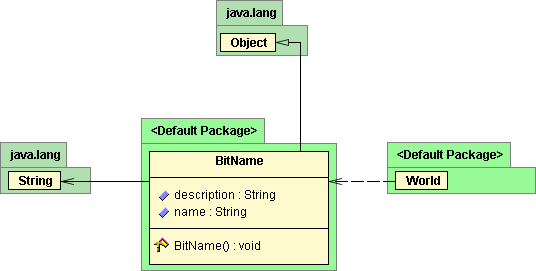 java.lang
Object
<Default Package>
BitName
description : String
name : String
BitName() : void
java.lang
String
<Default Package>
World